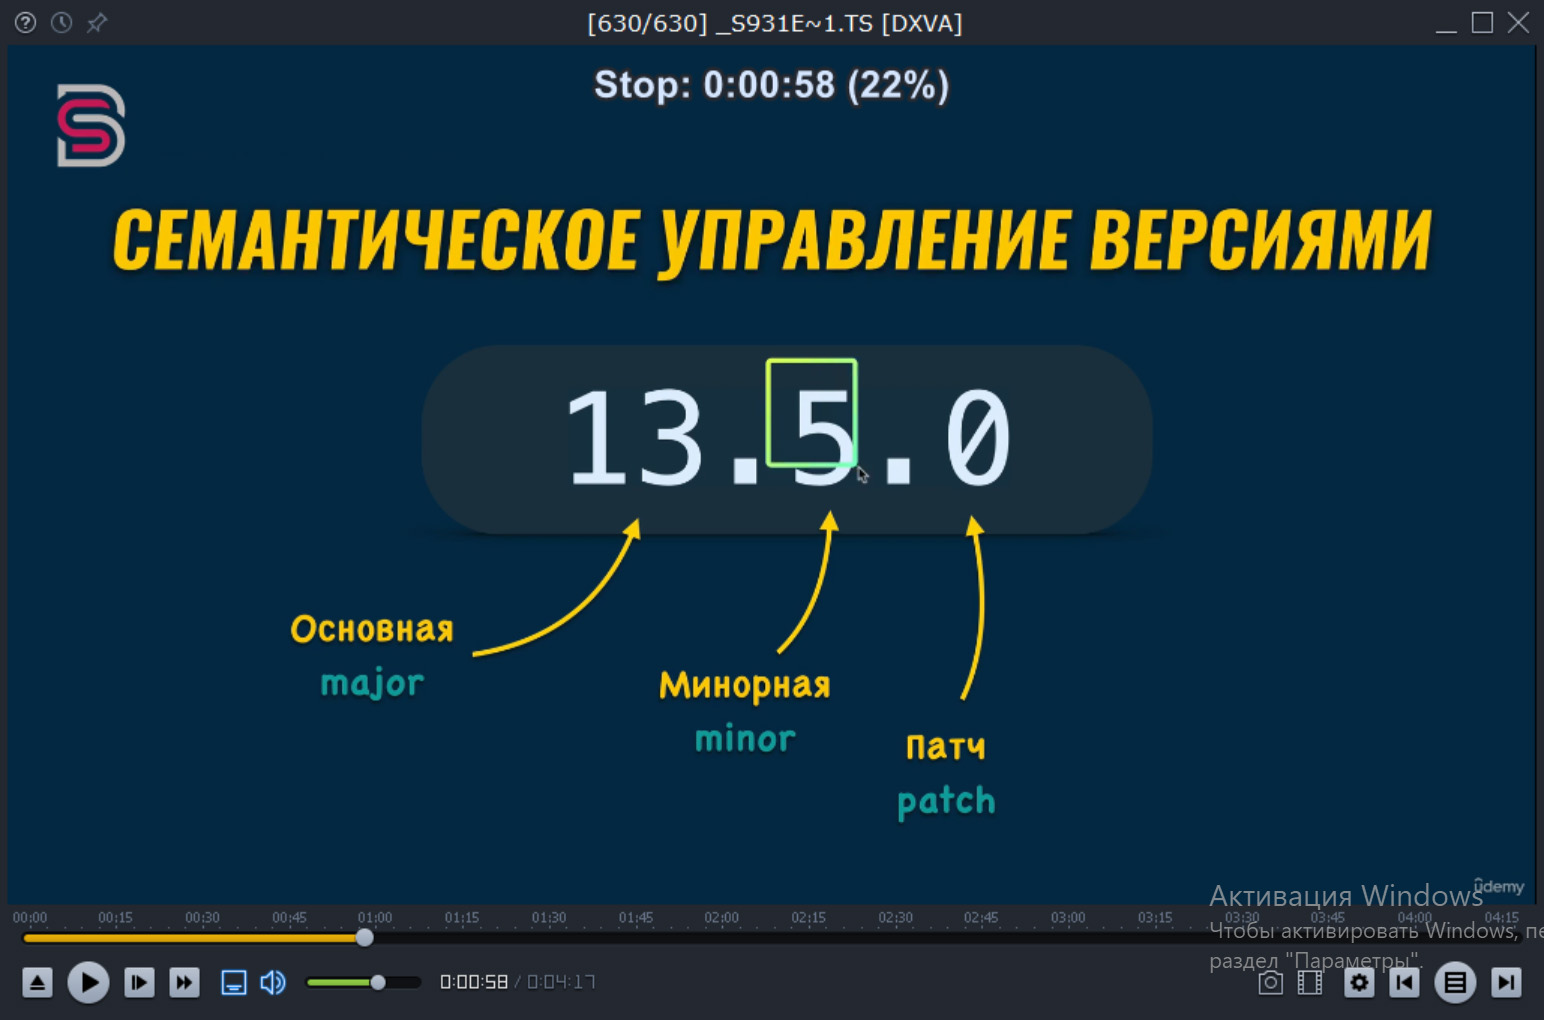 [630/630] _S931E~1.TS [DXVA]
Stop: 0:00:58 (22%)
СЕМАНТИЧЕСКОЕ УПРАВЛЕНИЕ ВЕРСИЯМИ
13.5.0
Основная
major
Минорная
minor
Патч
patch
ûdemy
Активация Windows
00:00 00:15 00:30 00:45 01:00 01:15 01:30 01:45 02:00 02:15 02:30 02:45 03:00 03:15 03:30 03:45 04:00 04:15
Чтобы активировать Windows, пе
раздел "Параметры".
0:00:58 / 0:04:17